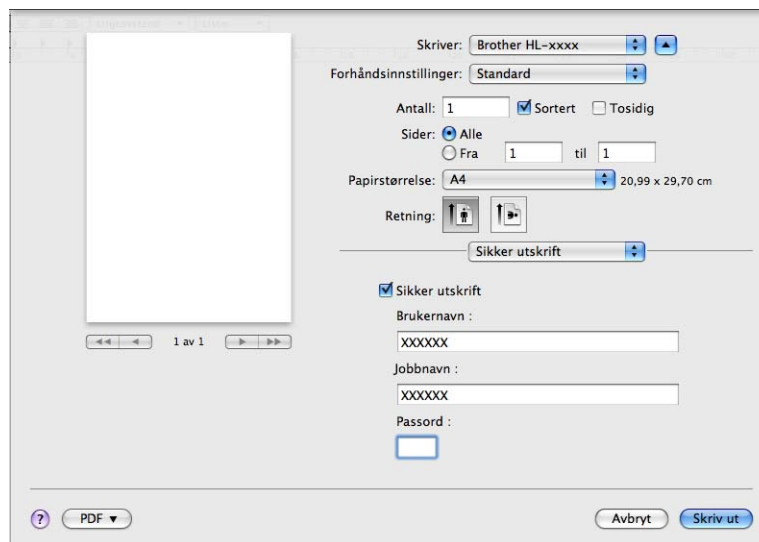 Skriver: Brother HL-xxxx
Forhåndsinnstillinger: Standard
Antall: 1 Sortert Tosidig
Sider: Alle
Fra 1 til 1
Papirstørrelse: A4 20,99 x 29,70 cm
Retning:
Sikker utskrift
Sikker utskrift
Brukernavn :
XXXXXX
Jobbnavn :
XXXXXX
Passord :
1 av 1
? PDF Avbryt Skriv ut